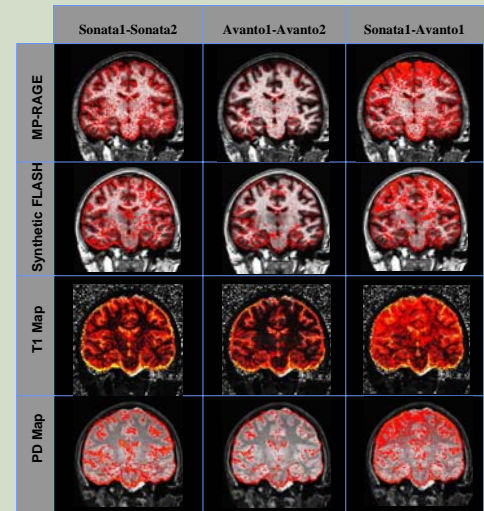 Sonata1-Sonata2 Avanto1-Avanto2 Sonata1-Avanto1
MP-RAGE
Synthetic FLASH
T1 Map
PD Map